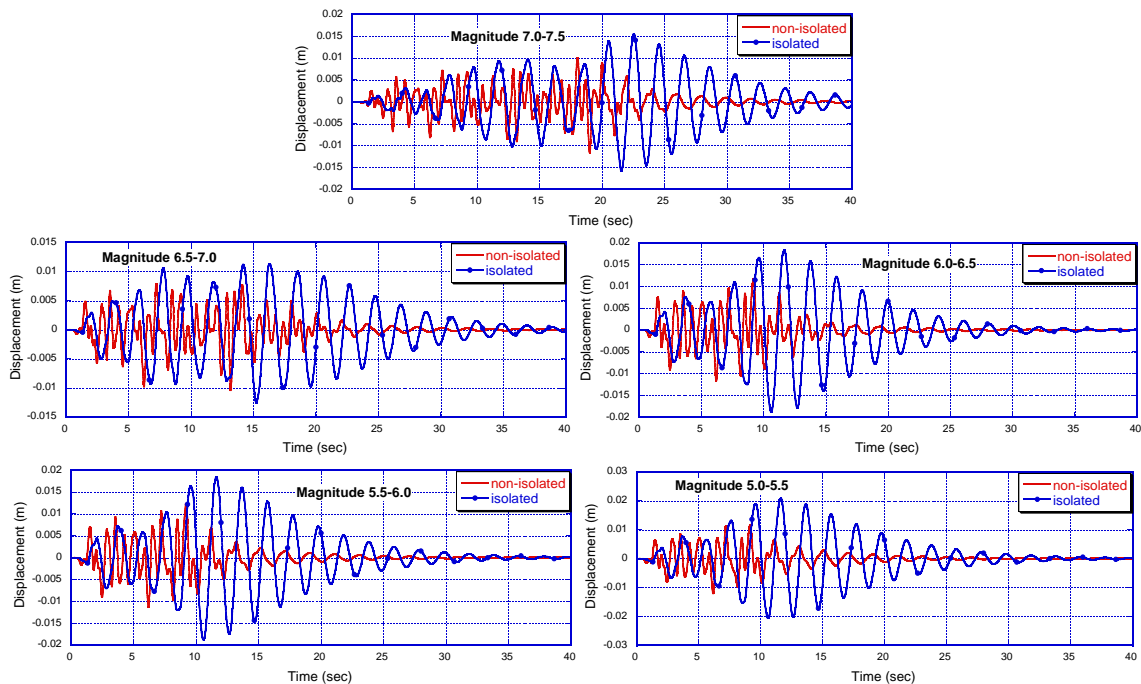 Magnitude 7.0-7.5
non-isolated
isolated
Displacement (m)
0.02
0.015
0.01
0.005
0
-0.005
-0.01
-0.015
-0.02
0 5 10 15 20 25 30 35 40
Time (sec)
Magnitude 6.5-7.0
non-isolated
isolated
Displacement (m)
0.015
0.01
0.005
0
-0.005
-0.01
-0.015
0 5 10 15 20 25 30 35 40
Time (sec)
Magnitude 6.0-6.5
non-isolated
isolated
Displacement (m)
0.02
0.015
0.01
0.005
0
-0.005
-0.01
-0.015
-0.02
0 5 10 15 20 25 30 35 40
Time (sec)
Magnitude 5.5-6.0
non-isolated
isolated
Displacement (m)
0.02
0.015
0.01
0.005
0
-0.005
-0.01
-0.015
-0.02
0 5 10 15 20 25 30 35 40
Time (sec)
Magnitude 5.0-5.5
non-isolated
isolated
Displacement (m)
0.03
0.02
0.01
0
-0.01
-0.02
-0.03
0 5 10 15 20 25 30 35 40
Time (sec)